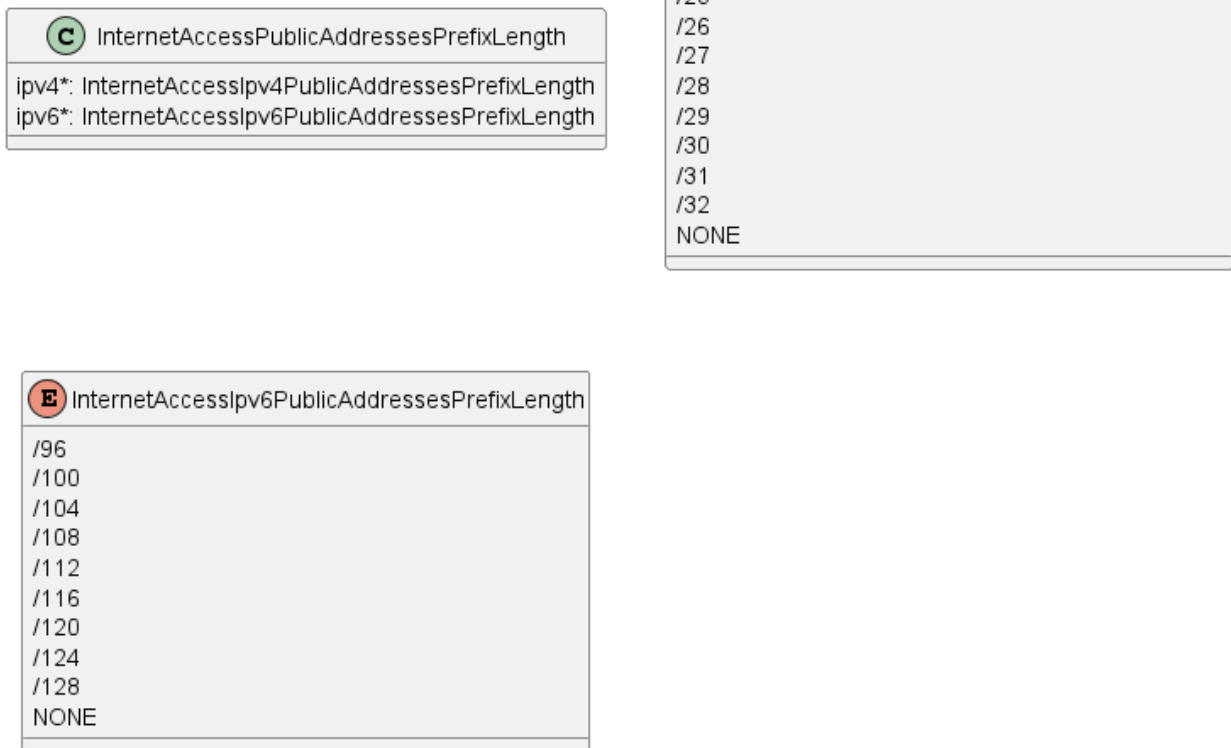 C InternetAccessPublicAddressesPrefixLength
ipv4*: InternetAccessIpv4PublicAddressesPrefixLength
ipv6*: InternetAccessIpv6PublicAddressesPrefixLength
/26
/27
/28
/29
/30
/31
/32
NONE
E InternetAccessIpv6PublicAddressesPrefixLength
/96
/100
/104
/108
/112
/116
/120
/124
/128
NONE